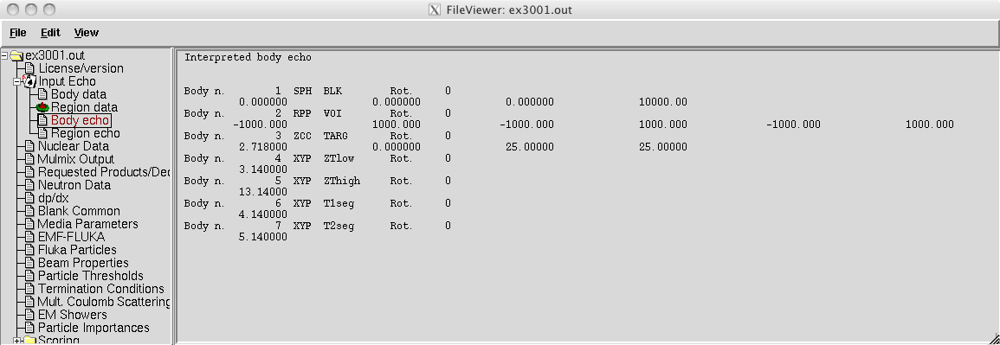 FileViewer: ex3001.out
File Edit View
ex3001.out
License/version
Input Echo
Body data
Region data
Body echo
Region echo
Nuclear Data
Mulmix Output
Requested Products/Dec
Neutron Data
dp/dx
Blank Common
Media Parameters
EMF-FLUKA
Fluka Particles
Beam Properties
Particle Thresholds
Termination Conditions
Mult. Coulomb Scattering
EM Showers
Particle Importances
Scoring
Interpreted body echo
Body n. 1 SPH BLK Rot. 0
0.000000 0.000000 0.000000 10000.00
Body n. 2 RPP VOI Rot. 0
-1000.000 1000.000 -1000.000 1000.000 -1000.000 1000.000
Body n. 3 ZCC TARG Rot. 0
2.718000 0.000000 25.00000 25.00000
Body n. 4 XYP ZTlow Rot. 0
3.140000
Body n. 5 XYP ZThigh Rot. 0
13.14000
Body n. 6 XYP T1seg Rot. 0
4.140000
Body n. 7 XYP T2seg Rot. 0
5.140000